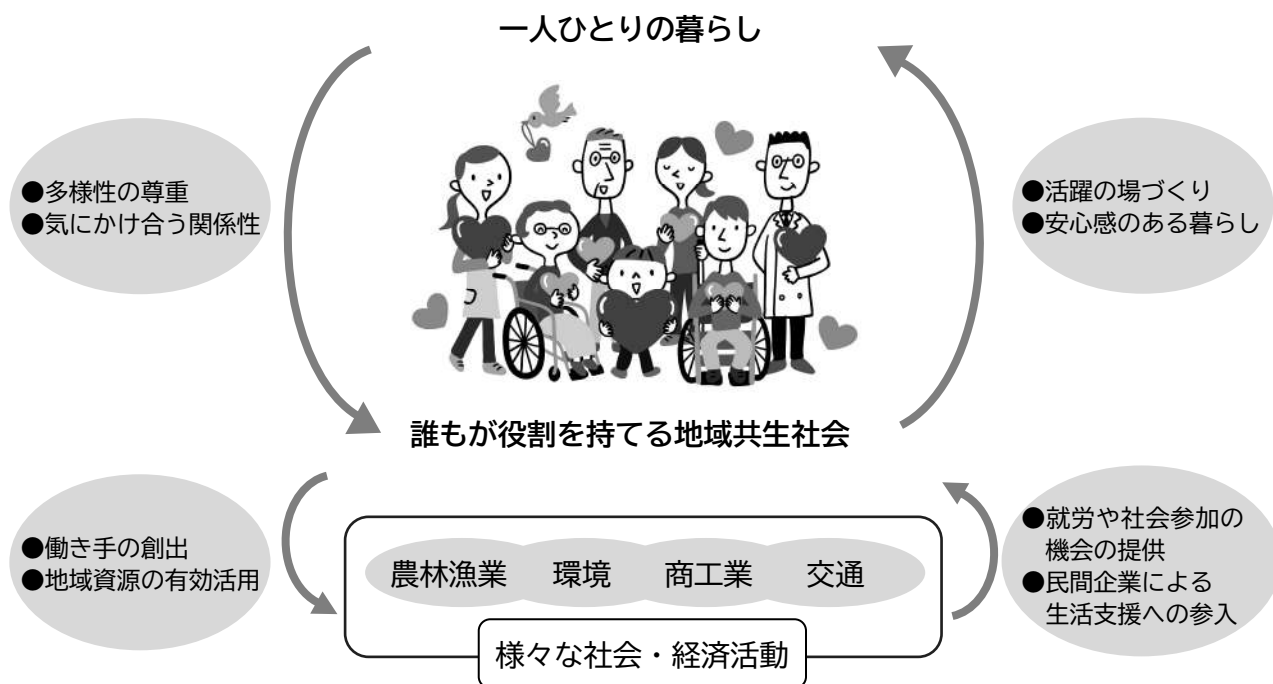 一人ひとりの暮らし
●多様性の尊重
●気にかけ合う関係性
●活躍の場づくり
●安心感のある暮らし
誰もが役割を持てる地域共生社会
●働き手の創出
●地域資源の有効活用
農林漁業 環境 商工業 交通
様々な社会・経済活動
●就労や社会参加の
機会の提供
●民間企業による
生活支援への参入